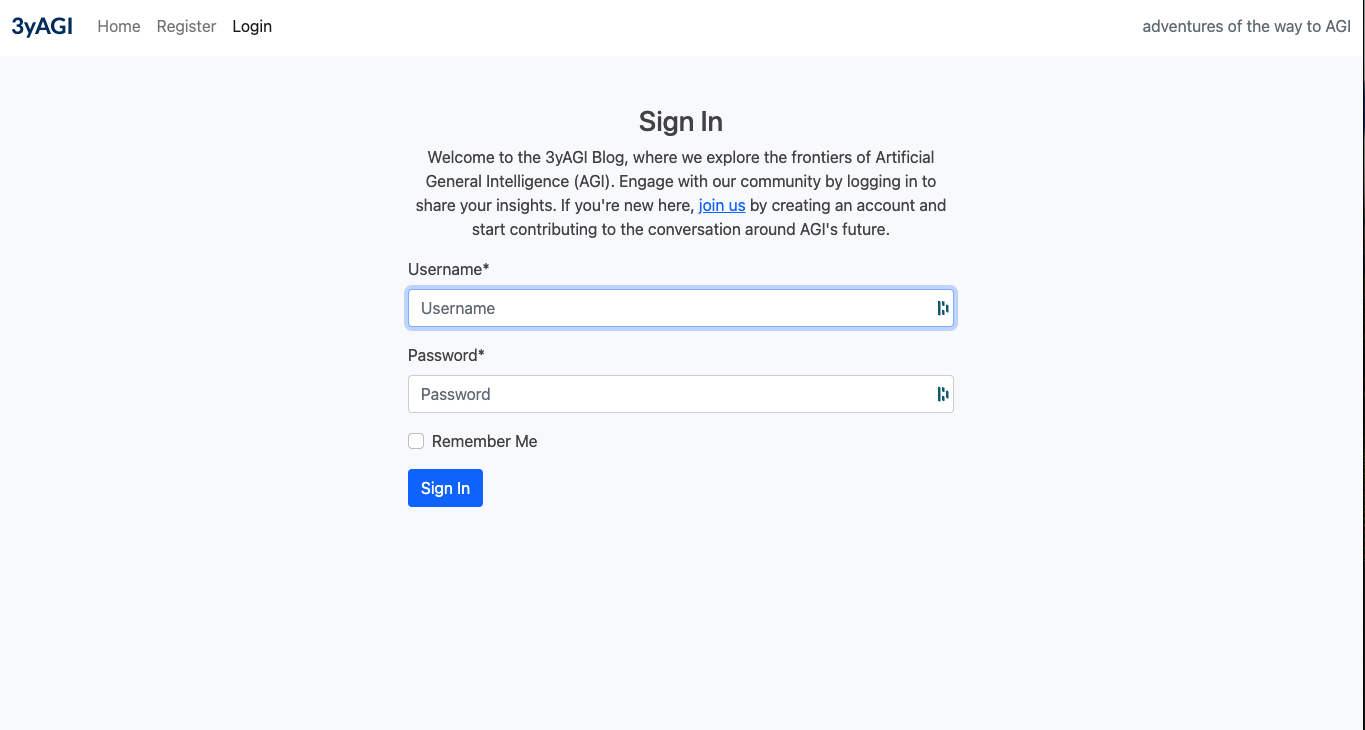 3yAGI Home Register Login adventures of the way to AGI
Sign In
Welcome to the 3yAGI Blog, where we explore the frontiers of Artificial
General Intelligence (AGI). Engage with our community by logging in to
share your insights. If you're new here, join us by creating an account and
start contributing to the conversation around AGI's future.
Username*
Username
Password*
Password
Remember Me
Sign In